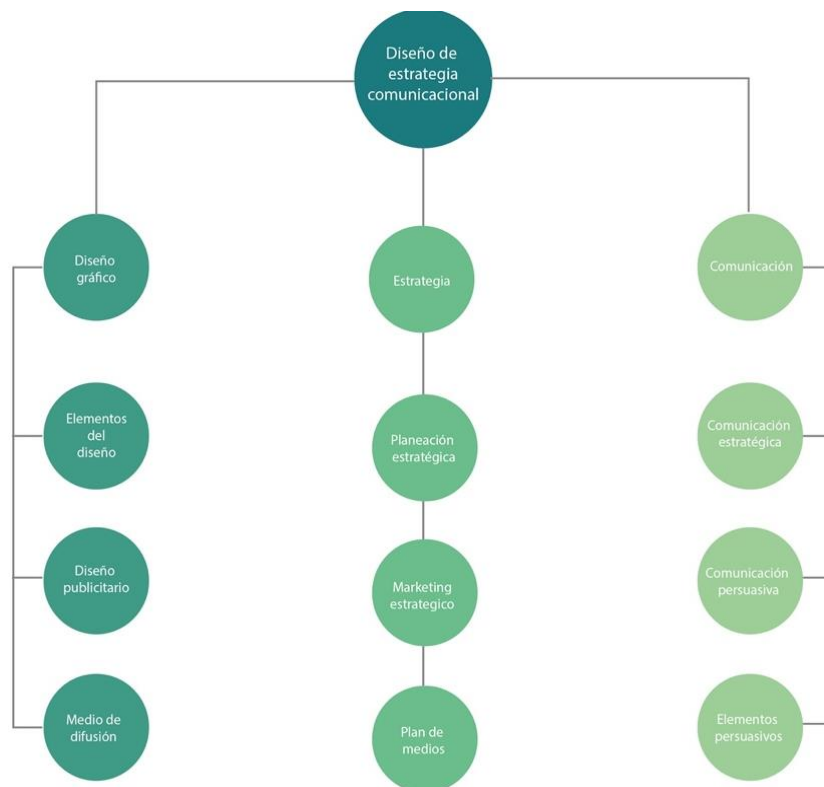 Diseño de
estrategia
comunicacional
Diseño
gráfico
Estrategia
Comunicación
Elementos
del
diseño
Planeación
estratégica
Comunicación
estratégica
Diseño
publicitario
Marketing
estrategico
Comunicación
persuasiva
Medio de
difusión
Plan de
medios
Elementos
persuasivos